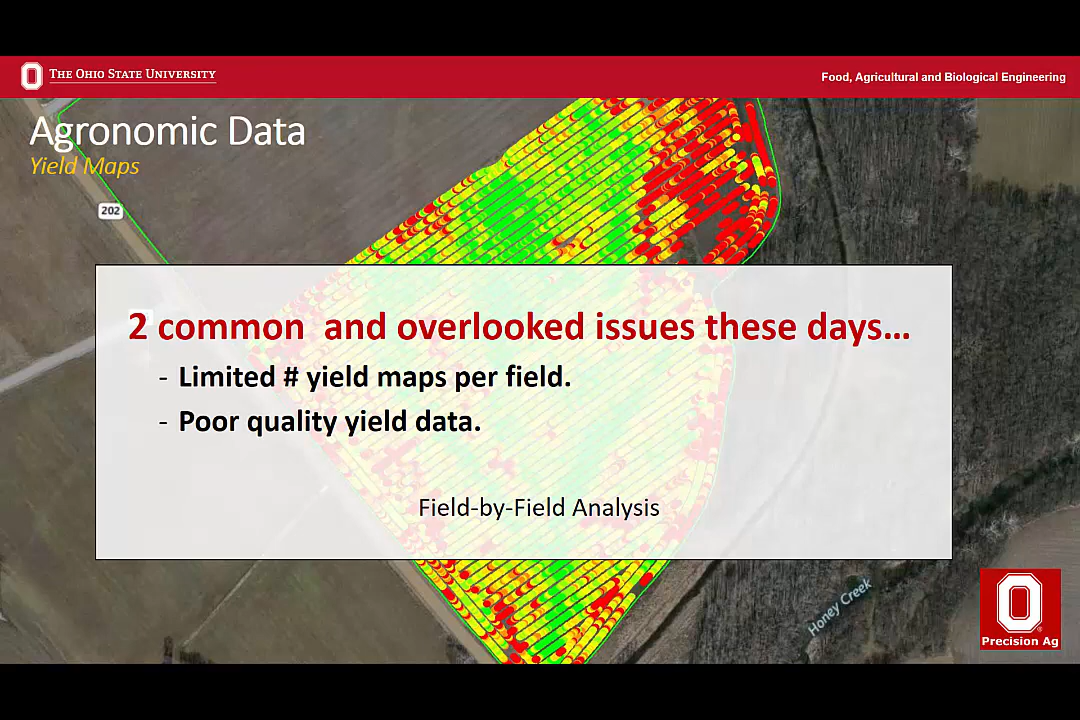 THE OHIO STATE UNIVERSITY
Food, Agricultural and Biological Engineering
Agronomic Data
Yield Maps
202
2 common and overlooked issues these days...
- Limited # yield maps per field.
- Poor quality yield data.
Field-by-Field Analysis
Honey Creek
Precision Ag